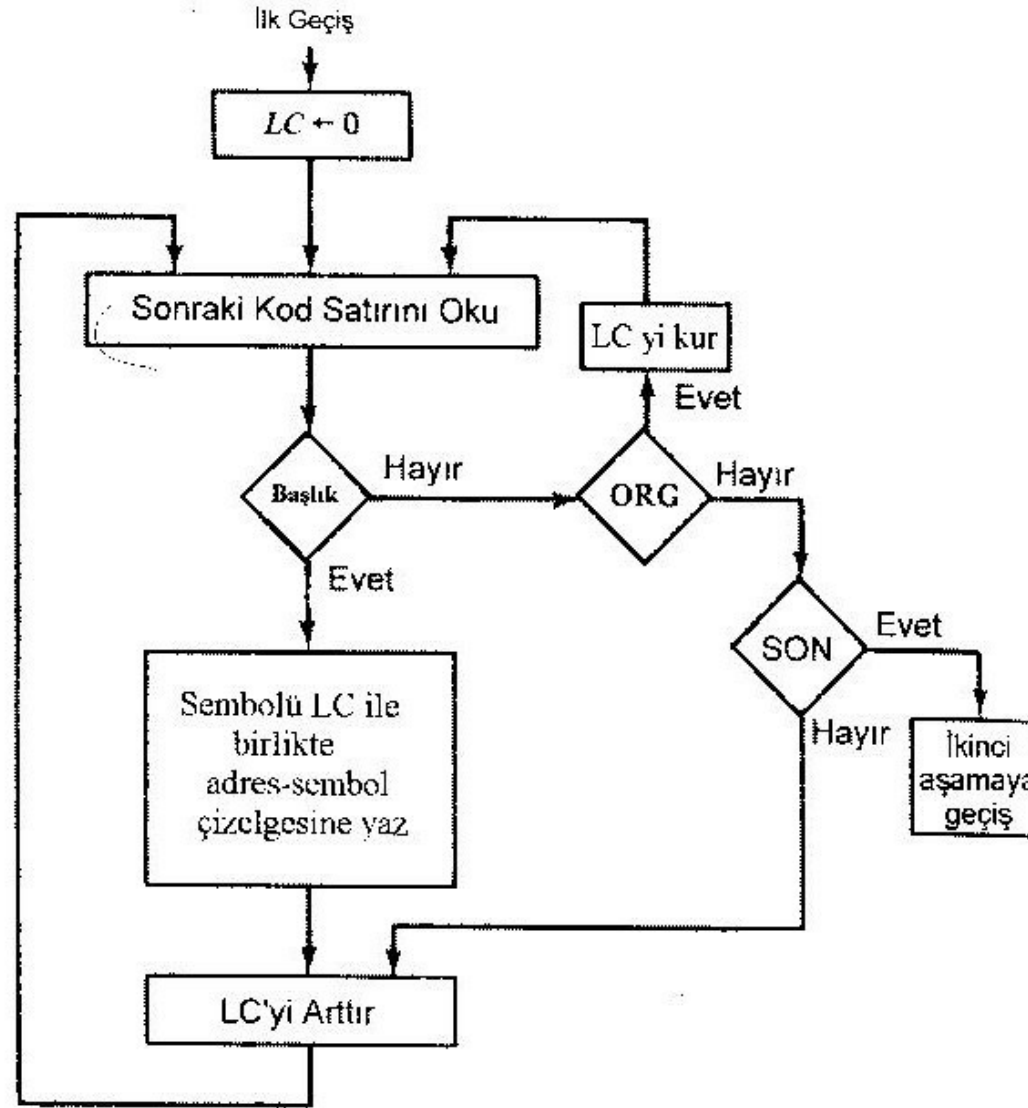 İlk Geçiş
LC ← 0
Sonraki Kod Satırını Oku
LC yi kur
Evet
Başlık
Hayır
ORG
Hayır
Evet
SON
Evet
Hayır
Sembolü LC ile
birlikte
adres-sembol
çizelgesine yaz
İkinci
aşamaya
geçiş
LC'yi Arttır